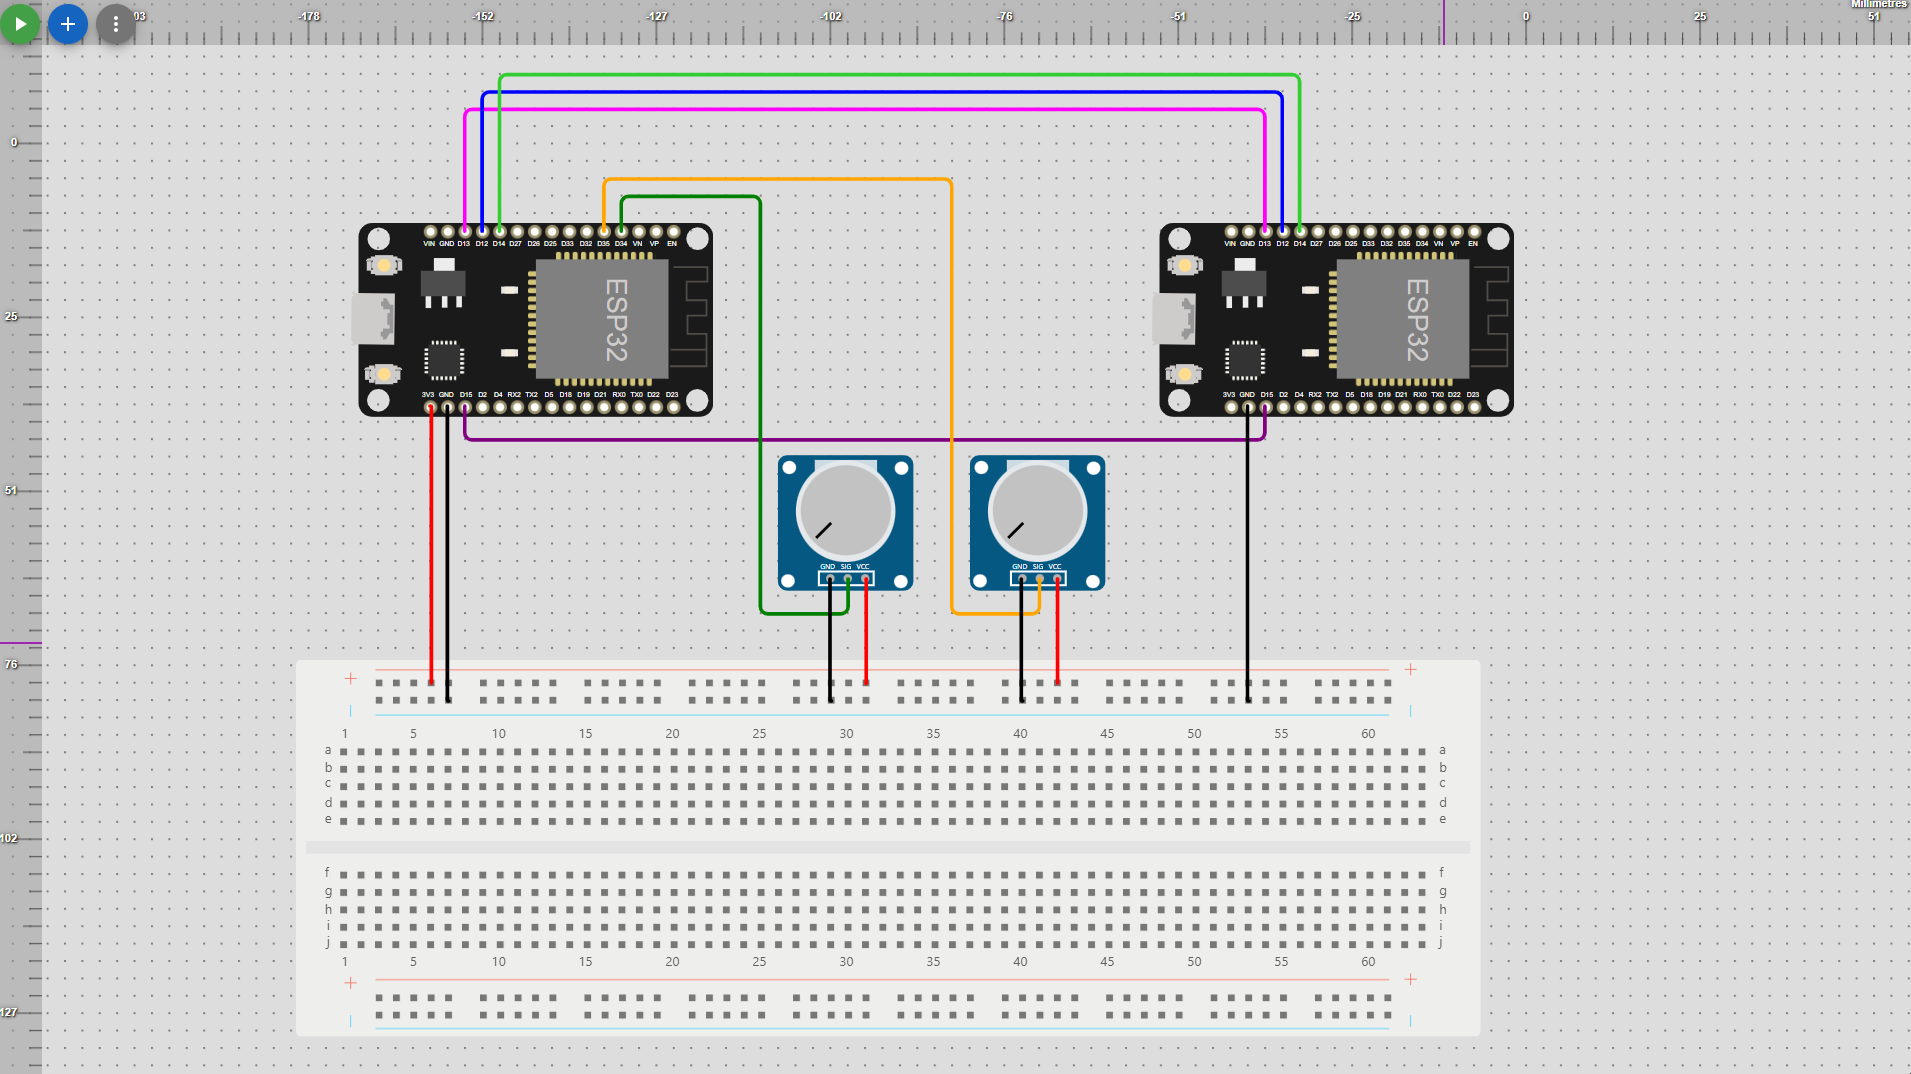 Millimetres
03 -178 -152 -127 -102 -76 -51 -25 0 25 51
0
25
51
76
102
127
VIN GND D13 D12 D14 D27 D26 D25 D33 D32 D35 D34 VN VP EN
ESP32
3V3 GND D15 D2 D4 RX2 TX2 D5 D18 D19 D21 RX0 TX0 D22 D23
VIN GND D13 D12 D14 D27 D26 D25 D33 D32 D35 D34 VN VP EN
ESP32
3V3 GND D15 D2 D4 RX2 TX2 D5 D18 D19 D21 RX0 TX0 D22 D23
GND SIG VCC
GND SIG VCC
+ +
| |
1 5 10 15 20 25 30 35 40 45 50 55 60
a a
b b
c c
d d
e e
f f
g g
h h
i i
j j
1 5 10 15 20 25 30 35 40 45 50 55 60
+ +
| |